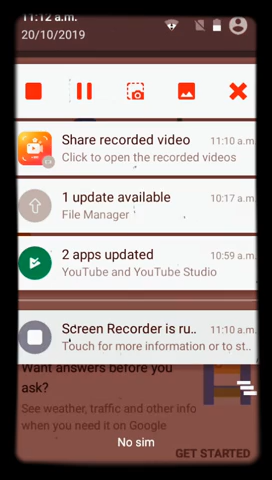 11:12 a.m.
20/10/2019
Share recorded video 11:10 a.m.
Click to open the recorded videos
1 update available 10:17 a.m.
File Manager
2 apps updated 10:59 a.m.
YouTube and YouTube Studio
Screen Recorder is ru.. 11:10 a.m.
Touch for more information or to st..
Want answers before you
ask?
See weather, traffic and other info
when you need it on Google
No sim
GET STARTED